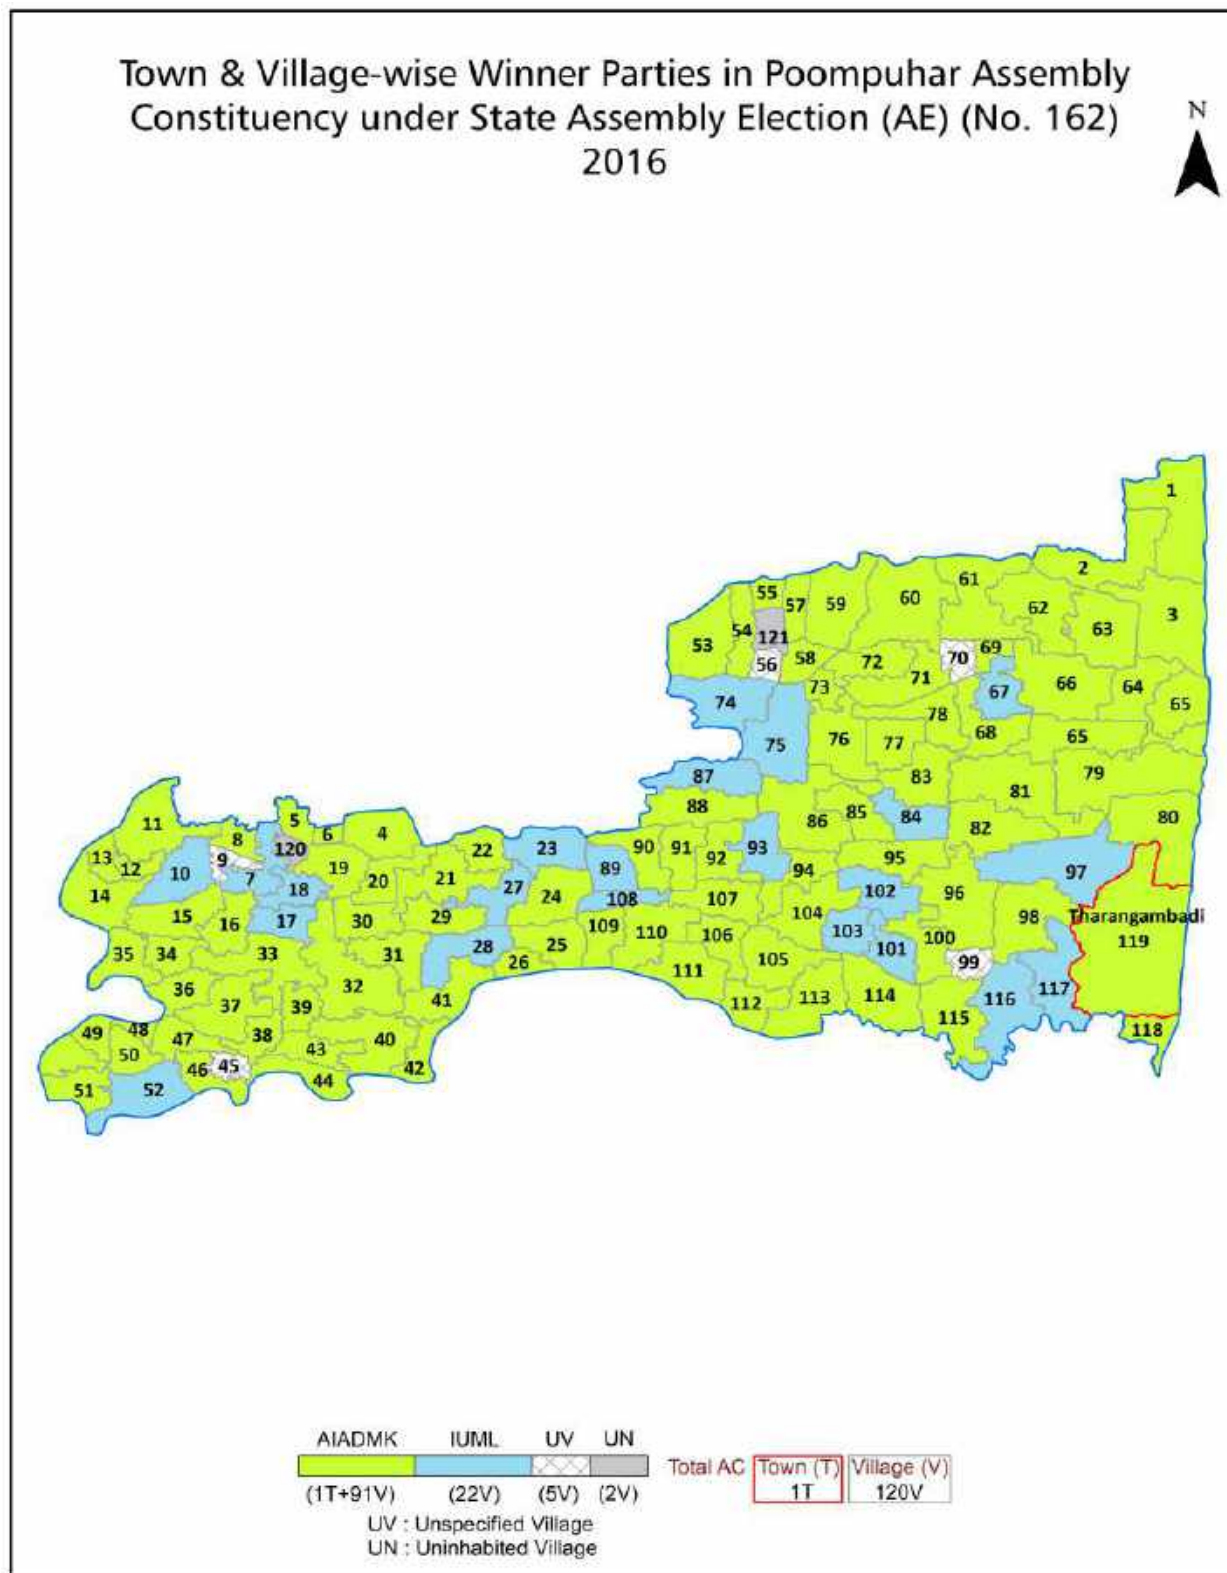 Town & Village-wise Winner Parties in Poompuhar Assembly
Constituency under State Assembly Election (AE) (No. 162)
2016
N
1
2
61
55
57 59 60 62 63 3
54 121
53 56 58 72 70 69
73 71 67 66 64 65
74 78
75 76 77 68 65
87 83 81 79
88 86 85 84 82 80
11 8 5 6 4
13 12 9 120 19 22 23 90 91 92 93 95
10 7 18 20 21 27 89 94 97
14 24 108 107 102 96
15 16 17 30 29 104 98 Tharangambadi
35 34 33 31 28 25 109 110 106 103 101 100 119
26 105 99
36 37 39 32 41 111 116 117
112 113 114 115
49 48 47 38 40 118
50 43
46 45 44 42
51 52
AIADMK IUML UV UN
Total AC Town (T) Village (V)
1T 120V
(1T+91V) (22V) (5V) (2V)
UV : Unspecified Village
UN : Uninhabited Village